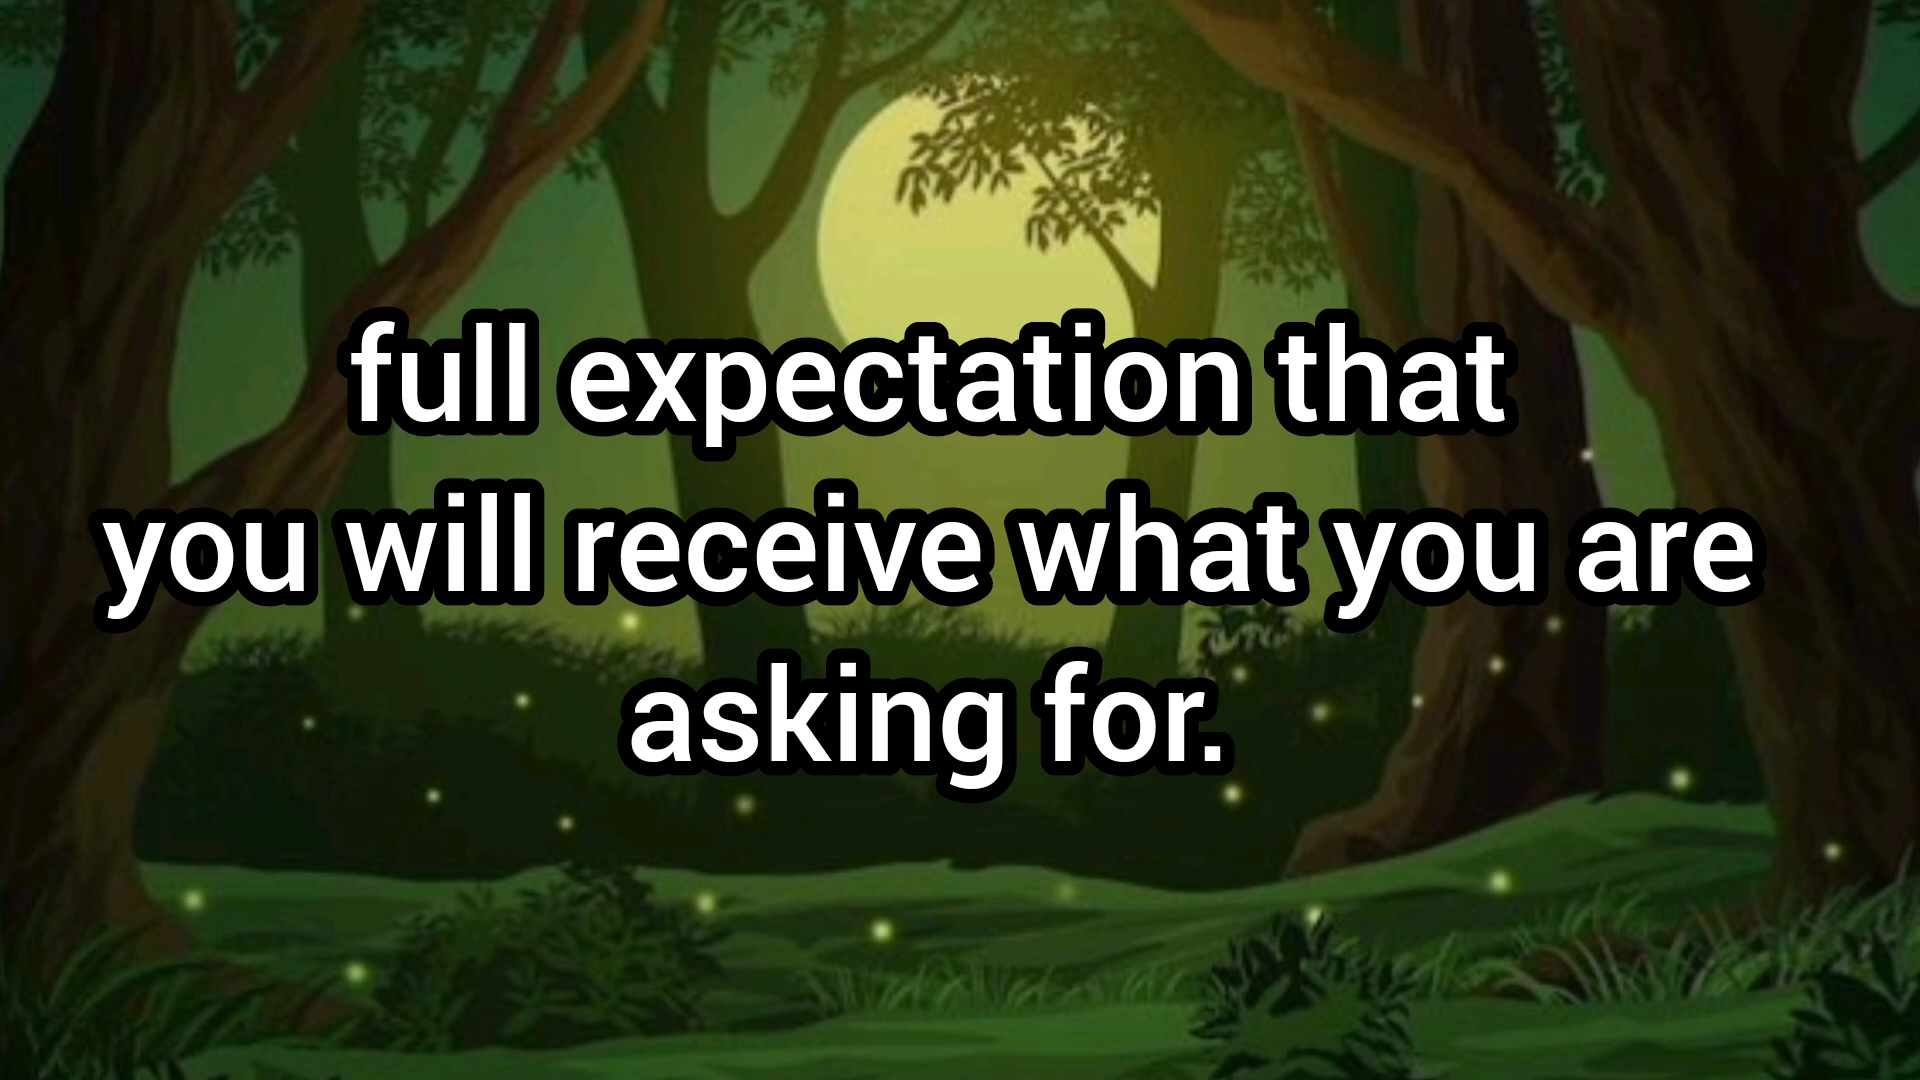 full expectation that
you will receive what you are
asking for.